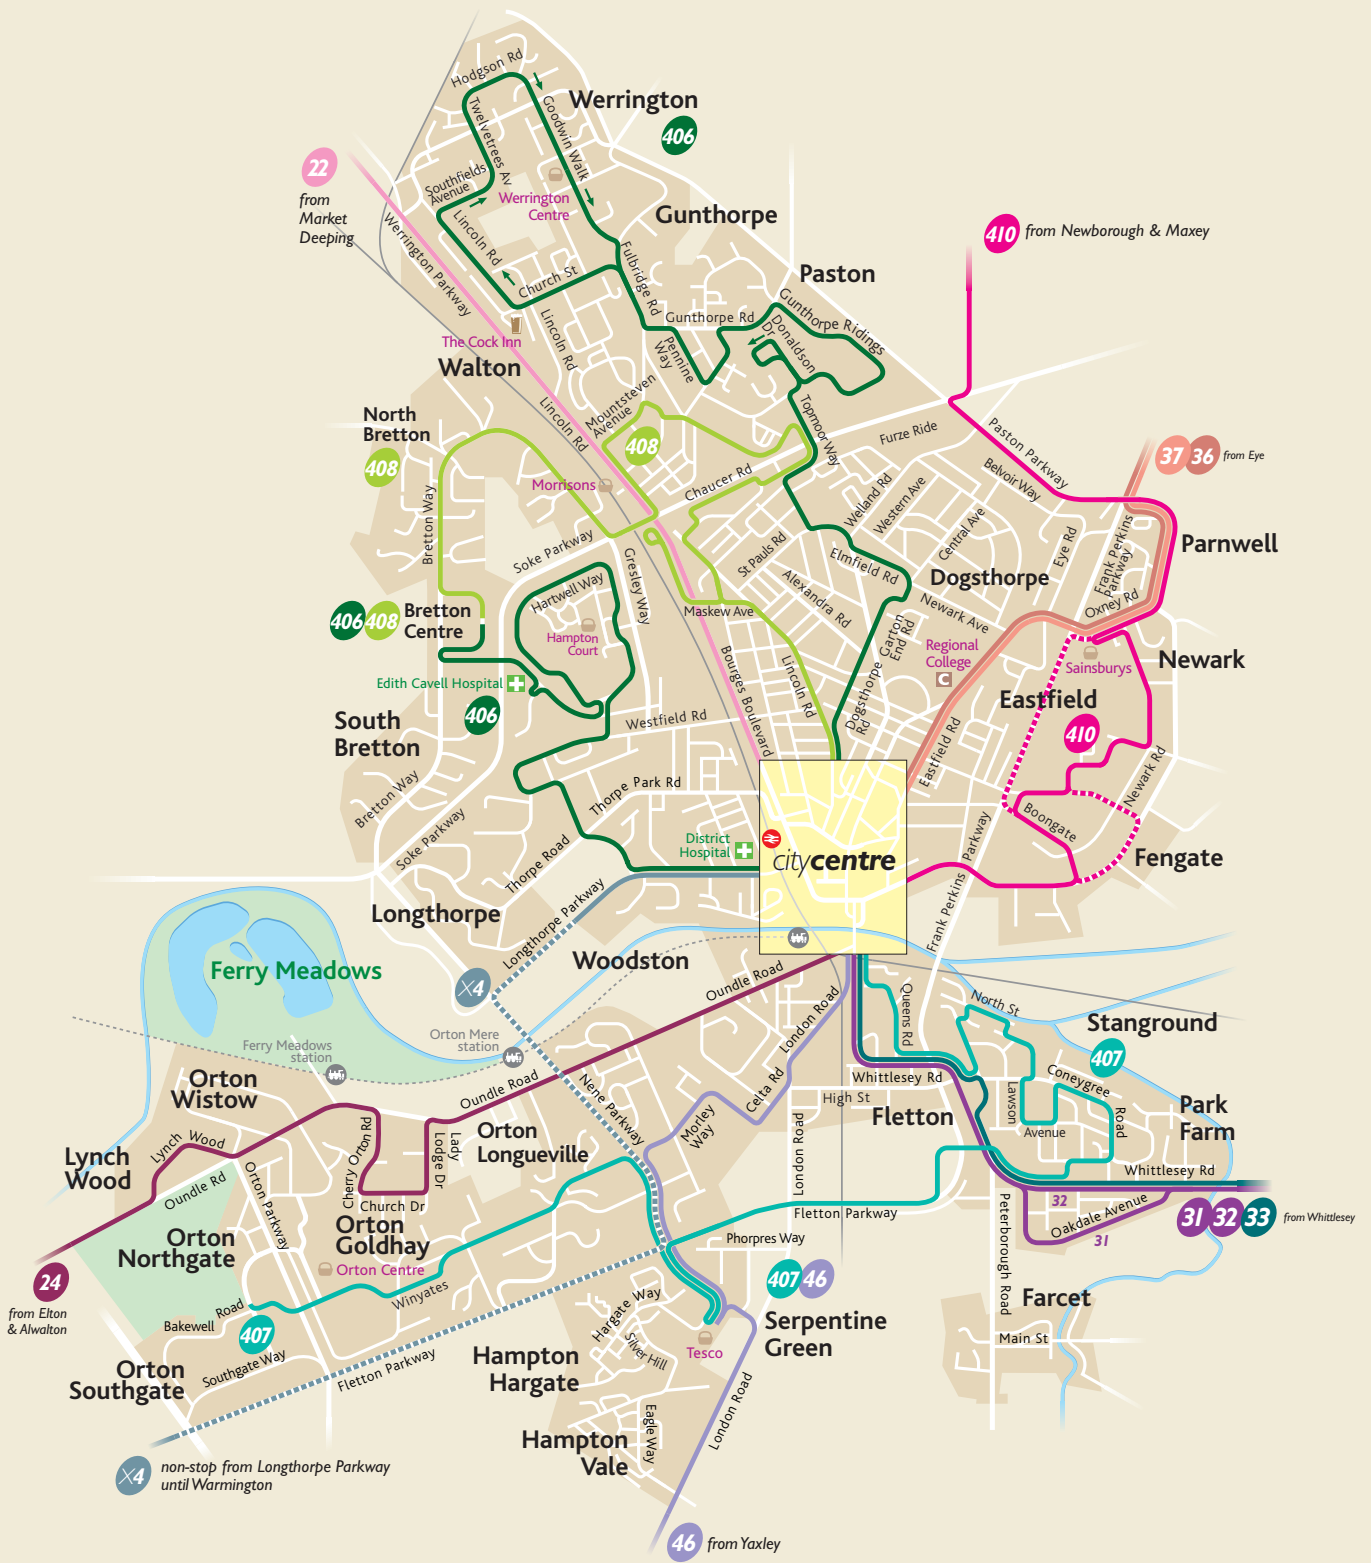 Hodgson Rd
Twelvetrees Av
Goodwin Walk
Werrington
406
22
from
Market
Deeping
Southfields
Avenue
Werrington
Centre
Gunthorpe
Lincoln Rd
Werrington Parkway
Church St
Fulbridge Rd
410
from Newborough & Maxey
Paston
Gunthorpe Ridings
Gunthorpe Rd
Donaldson
Dr
The Cock Inn
Lincoln Rd
Pennine
Way
Walton
Mountsteven
Avenue
Lincoln Rd
Topmoor Way
North
Bretton
408
408
Furze Ride
Paston Parkway
37
36
from Eye
Morrisons
Chaucer Rd
Belvoir Way
Welland Rd
Western Ave
Bretton Way
Central Ave
Soke Parkway
Gresley Way
St Pauls Rd
Elmfield Rd
Eye Rd
Frank Perkins
Parkway
Parnwell
Hartwell Way
Alexandra Rd
Dogsthorpe
Oxney Rd
406
408
Bretton
Centre
Maskew Ave
Newark Ave
Hampton
Court
Garton
End Rd
Regional
College
C
Sainsburys
Newark
Edith Cavell Hospital
406
Bourges Boulevard
Lincoln Rd
Dogsthorpe
Rd
Eastfield
410
South
Bretton
Westfield Rd
Eastfield Rd
Newark Rd
Bretton Way
Thorpe Park Rd
Boongate
Soke Parkway
Thorpe Road
District
Hospital
citycentre
Frank Perkins
Parkway
Fengate
Longthorpe
Longthorpe Parkway
Ferry Meadows
X4
Woodston
Oundle Road
London Road
Queens Rd
North St
Stanground
407
Orton Mere
station
Ferry Meadows
station
Orton
Wistow
Oundle Road
Nene Parkway
Celta Rd
Whittlesey Rd
High St
Fletton
Lawson
Avenue
Coneygree
Road
Park
Farm
Whittlesey Rd
Lynch
Wood
Lynch Wood
Oundle Rd
Cherry Orton Rd
Lady
Lodge Dr
Orton
Longueville
Morley
Way
London Road
Orton Parkway
Church Dr
Orton
Northgate
Orton
Goldhay
Orton Centre
Fletton Parkway
Phorpres Way
Peterborough Road
32
Oakdale Avenue
31
31
32
33
from Whittlesey
24
from Elton
& Alwalton
407
46
Serpentine
Green
Farcet
Main St
Bakewell
Road
407
Winyates
Hargate Way
Silver Hill
Tesco
Orton
Southgate
Southgate Way
Fletton Parkway
Hampton
Hargate
London Road
Eagle Way
Hampton
Vale
X4
non-stop from Longthorpe Parkway
until Warmington
46
from Yaxley